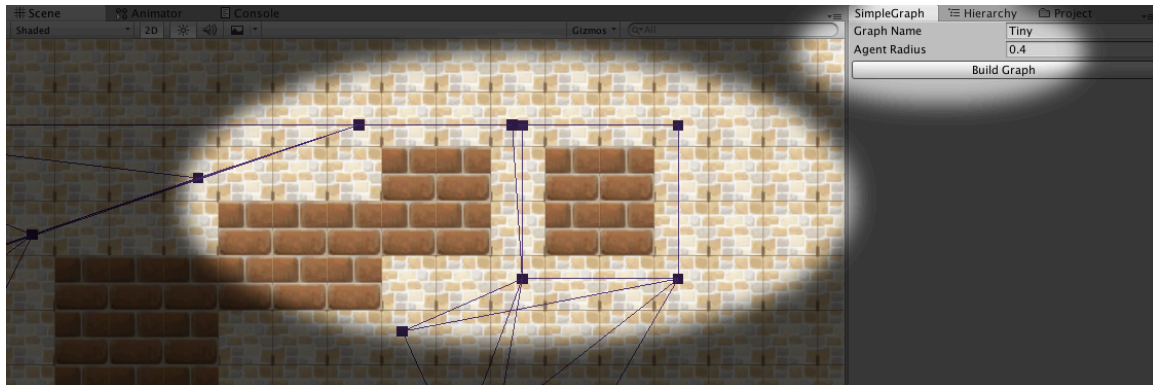 Scene Animator Console
Shaded 2D Gizmos All
SimpleGraph Hierarchy Project
Graph Name Tiny
Agent Radius 0.4
Build Graph